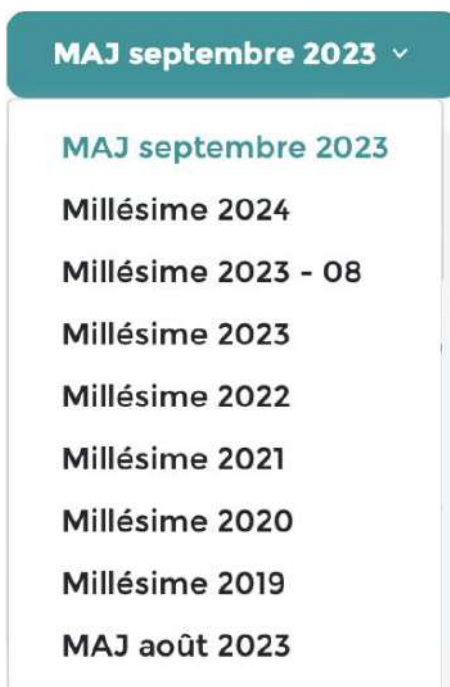 MAJ septembre 2023
MAJ septembre 2023
Millésime 2024
Millésime 2023 - 08
Millésime 2023
Millésime 2022
Millésime 2021
Millésime 2020
Millésime 2019
MAJ août 2023